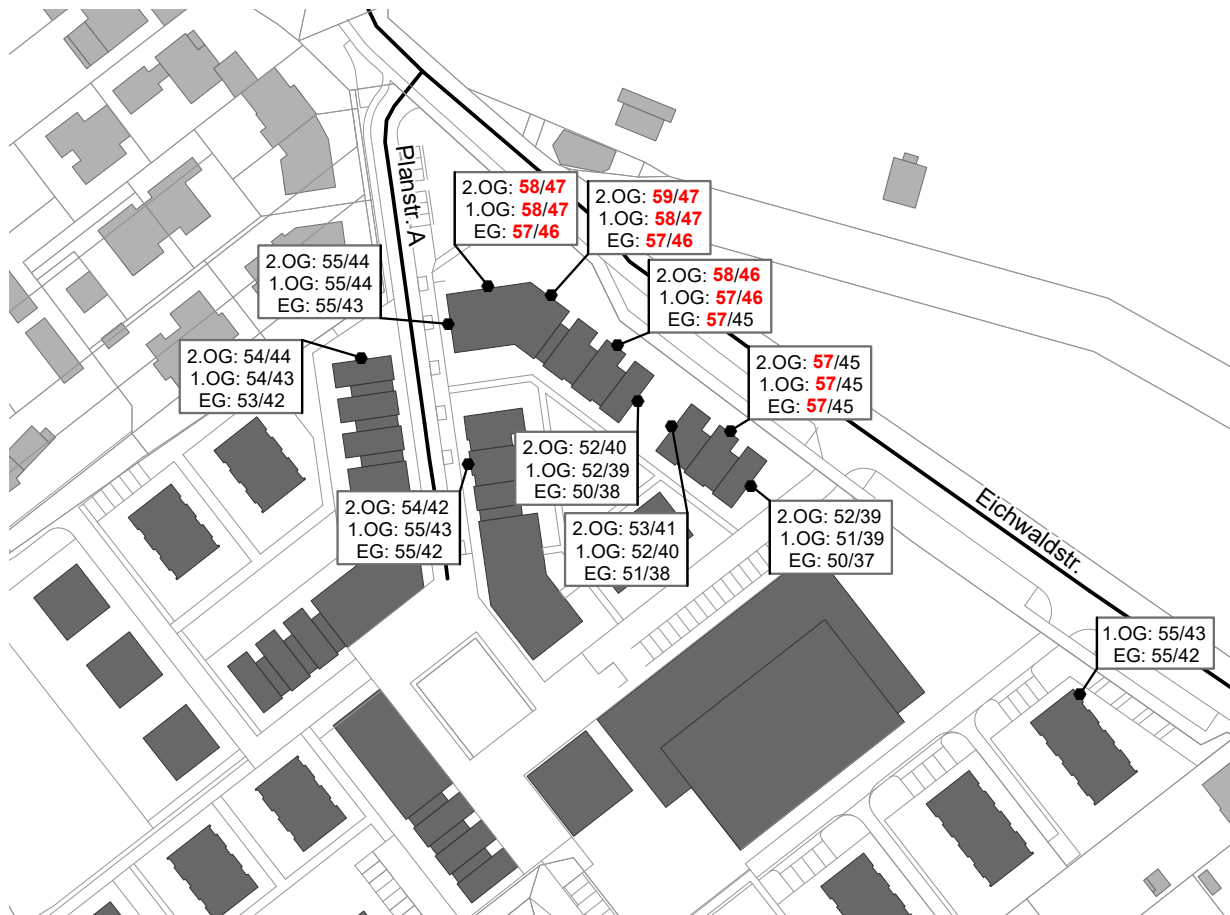 Planstr. A
2.OG: 58/47
1.OG: 58/47
EG: 57/46
2.OG: 59/47
1.OG: 58/47
EG: 57/46
2.OG: 55/44
1.OG: 55/44
EG: 55/43
2.OG: 58/46
1.OG: 57/46
EG: 57/45
2.OG: 54/44
1.OG: 54/43
EG: 53/42
2.OG: 57/45
1.OG: 57/45
EG: 57/45
2.OG: 52/40
1.OG: 52/39
EG: 50/38
2.OG: 54/42
1.OG: 55/43
EG: 55/42
2.OG: 53/41
1.OG: 52/40
EG: 51/38
2.OG: 52/39
1.OG: 51/39
EG: 50/37
Eichwaldstr.
1.OG: 55/43
EG: 55/42